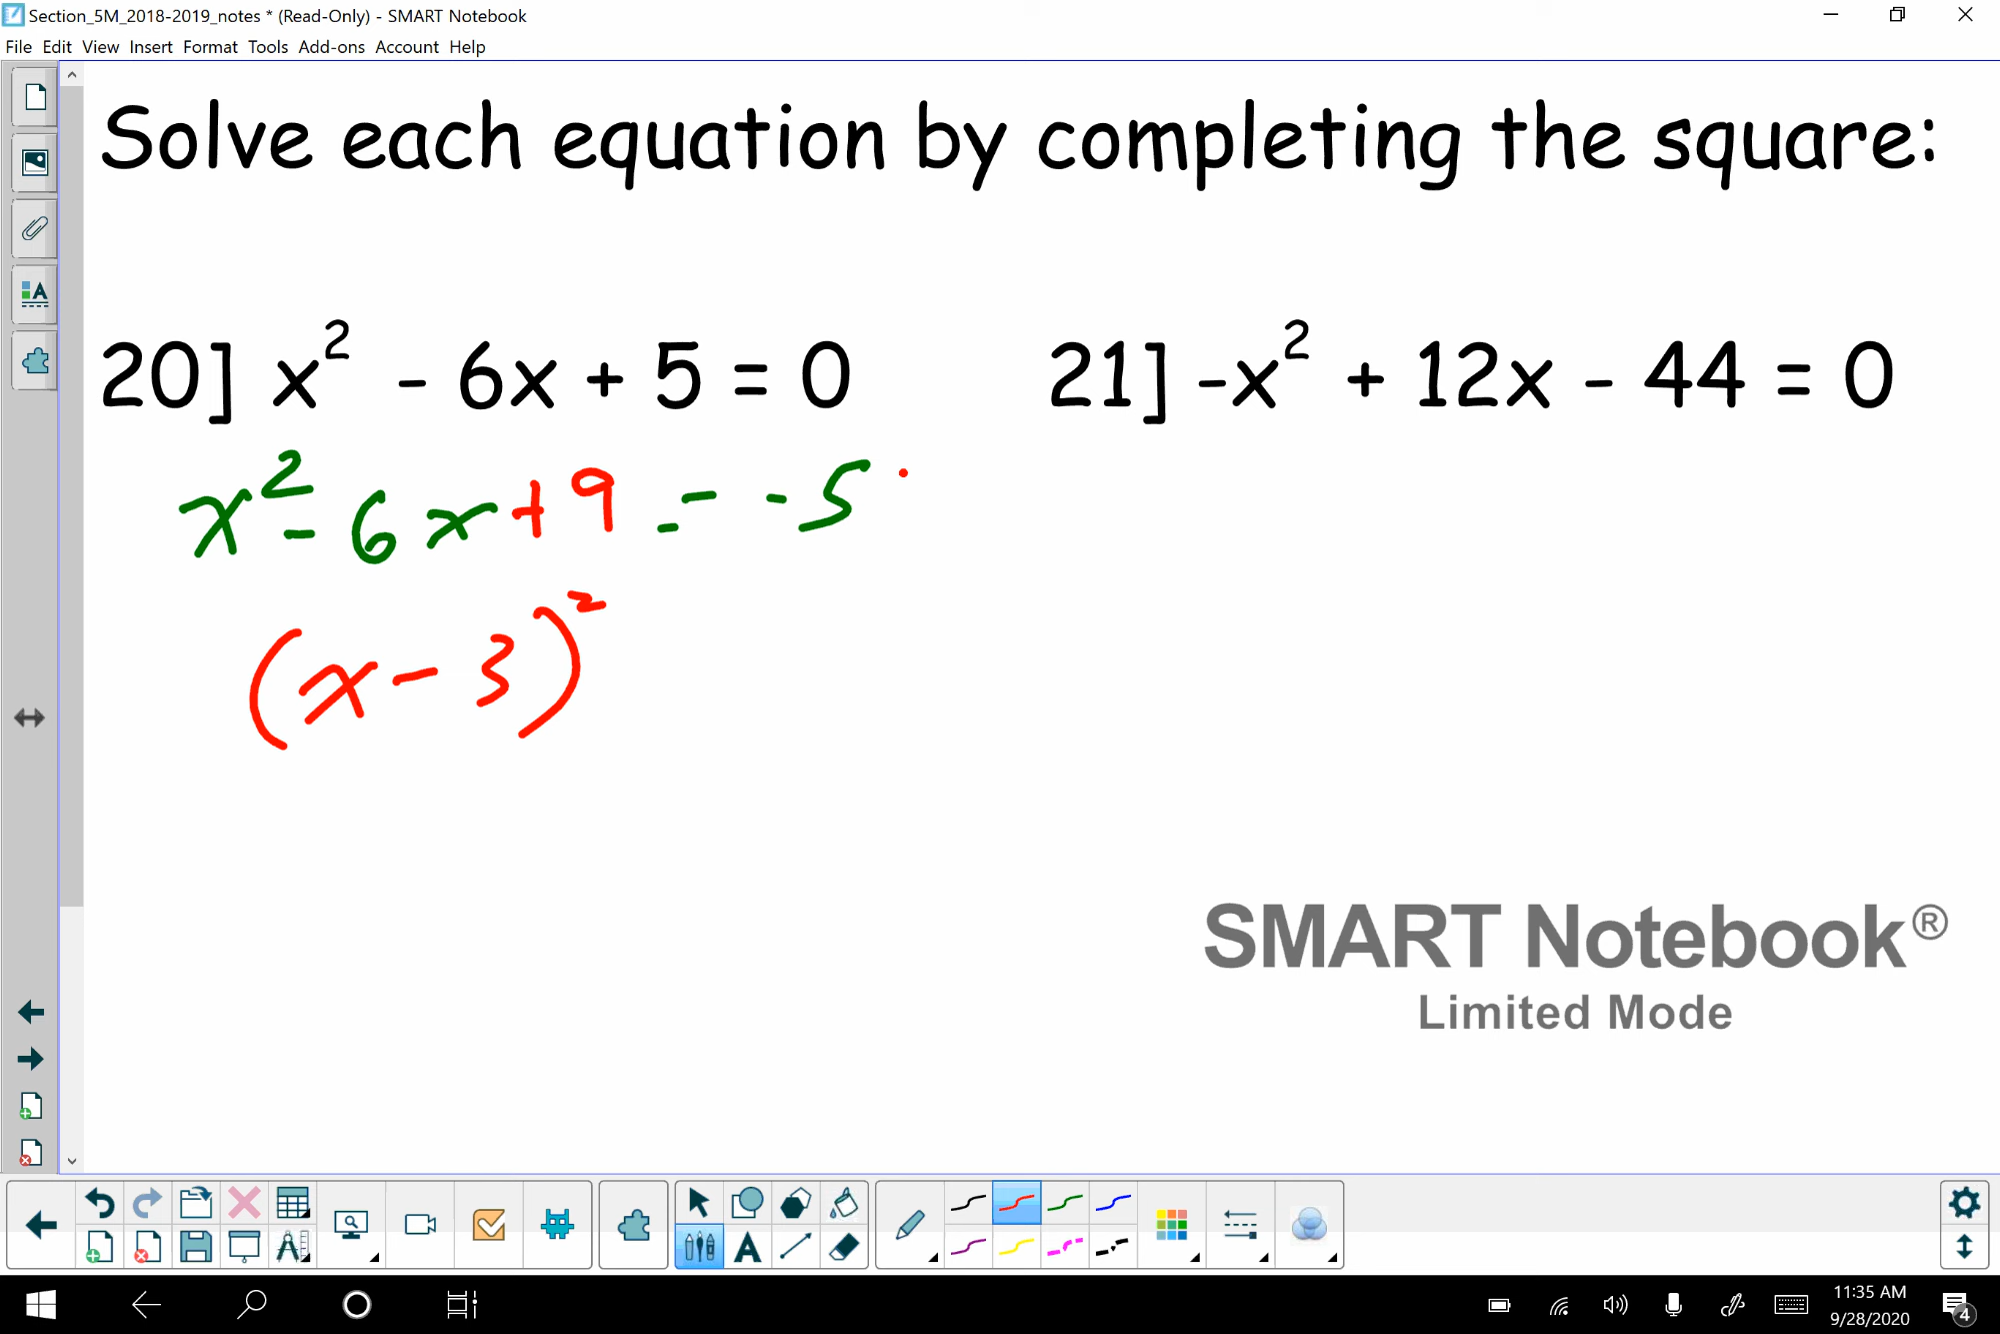 Section_5M_2018-2019_notes * (Read-Only) - SMART Notebook
File Edit View Insert Format Tools Add-ons Account Help
Solve each equation by completing the square:
20] x² - 6x + 5 = 0
21] -x² + 12x - 44 = 0
x² - 6x + 9 = -5
(x - 3)²
SMART Notebook®
Limited Mode
A
A
11:35 AM
9/28/2020
4